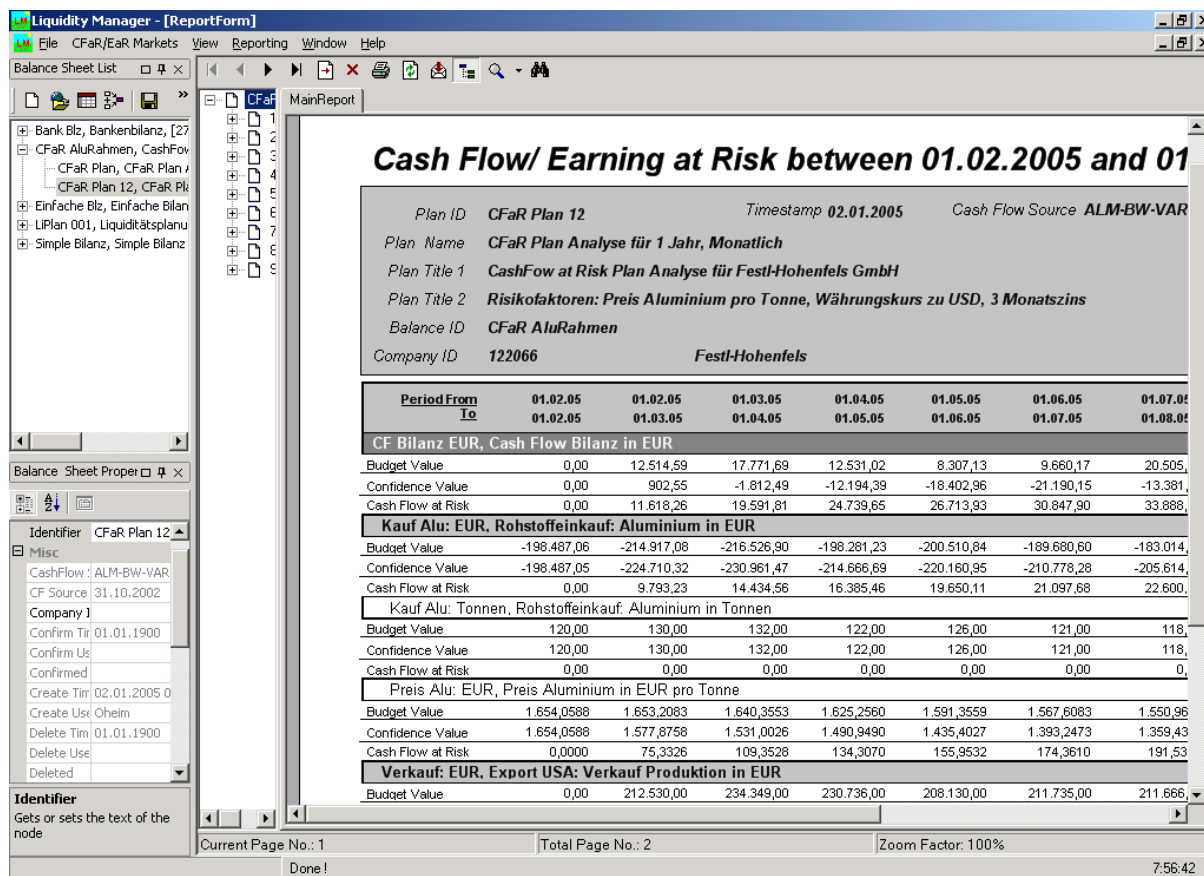 Liquidity Manager - [ReportForm]
File CFaR/EaR Markets View Reporting Window Help
Balance Sheet List
Bank Blz, Bankenbilanz, [27
CFaR AluRahmen, CashFov
CFaR Plan, CFaR Plan
CFaR Plan 12, CFaR Pla
Einfache Blz, Einfache Bilan
LiPlan 001, Liquiditätsplanu
Simple Bilanz, Simple Bilanz
Balance Sheet Proper
Identifier CFaR Plan 12
Misc
CashFlow ALM-BW-VAR
CF Source 31.10.2002
Company I
Confirm Tir 01.01.1900
Confirm Us
Confirmed
Create Tim 02.01.2005 0
Create Use Oheim
Delete Tim 01.01.1900
Delete Use
Deleted
Identifier
Gets or sets the text of the
node
CFaF
1
2
3
4
5
6
7
8
9
MainReport
Cash Flow/ Earning at Risk between 01.02.2005 and 01
Plan ID CFaR Plan 12 Timestamp 02.01.2005 Cash Flow Source ALM-BW-VAR
Plan Name CFaR Plan Analyse für 1 Jahr, Monatlich
Plan Title 1 CashFow at Risk Plan Analyse für Festl-Hohenfels GmbH
Plan Title 2 Risikofaktoren: Preis Aluminium pro Tonne, Währungskurs zu USD, 3 Monatszins
Balance ID CFaR AluRahmen
Company ID 122066 Festl-Hohenfels
Period From 01.02.05 01.02.05 01.03.05 01.04.05 01.05.05 01.06.05 01.07.05
To 01.02.05 01.03.05 01.04.05 01.05.05 01.06.05 01.07.05 01.08.05
CF Bilanz EUR, Cash Flow Bilanz in EUR
Budget Value 0,00 12.514,59 17.771,69 12.531,02 8.307,13 9.660,17 20.505,
Confidence Value 0,00 902,55 -1.812,49 -12.194,39 -18.402,96 -21.190,15 -13.381,
Cash Flow at Risk 0,00 11.618,26 19.591,81 24.739,65 26.713,93 30.847,90 33.888,
Kauf Alu: EUR, Rohstoffeinkauf: Aluminium in EUR
Budget Value -198.487,06 -214.917,08 -216.526,90 -198.281,23 -200.510,84 -189.680,60 -183.014,
Confidence Value -198.487,05 -224.710,32 -230.961,47 -214.666,69 -220.160,95 -210.778,28 -205.614,
Cash Flow at Risk 0,00 9.793,23 14.434,56 16.385,46 19.650,11 21.097,68 22.600,
Kauf Alu: Tonnen, Rohstoffeinkauf: Aluminium in Tonnen
Budget Value 120,00 130,00 132,00 122,00 126,00 121,00 118,
Confidence Value 120,00 130,00 132,00 122,00 126,00 121,00 118,
Cash Flow at Risk 0,00 0,00 0,00 0,00 0,00 0,00 0,
Preis Alu: EUR, Preis Aluminium in EUR pro Tonne
Budget Value 1.654,0588 1.653,2083 1.640,3553 1.625,2560 1.591,3559 1.567,6083 1.550,96
Confidence Value 1.654,0588 1.577,8758 1.531,0026 1.490,9490 1.435,4027 1.393,2473 1.359,43
Cash Flow at Risk 0,0000 75,3326 109,3528 134,3070 155,9532 174,3610 191,53
Verkauf: EUR, Export USA: Verkauf Produktion in EUR
Budget Value 0,00 212.530,00 234.349,00 230.736,00 208.130,00 211.735,00 211.666,
Current Page No.: 1 Total Page No.: 2 Zoom Factor: 100%
Done ! 7:56:42